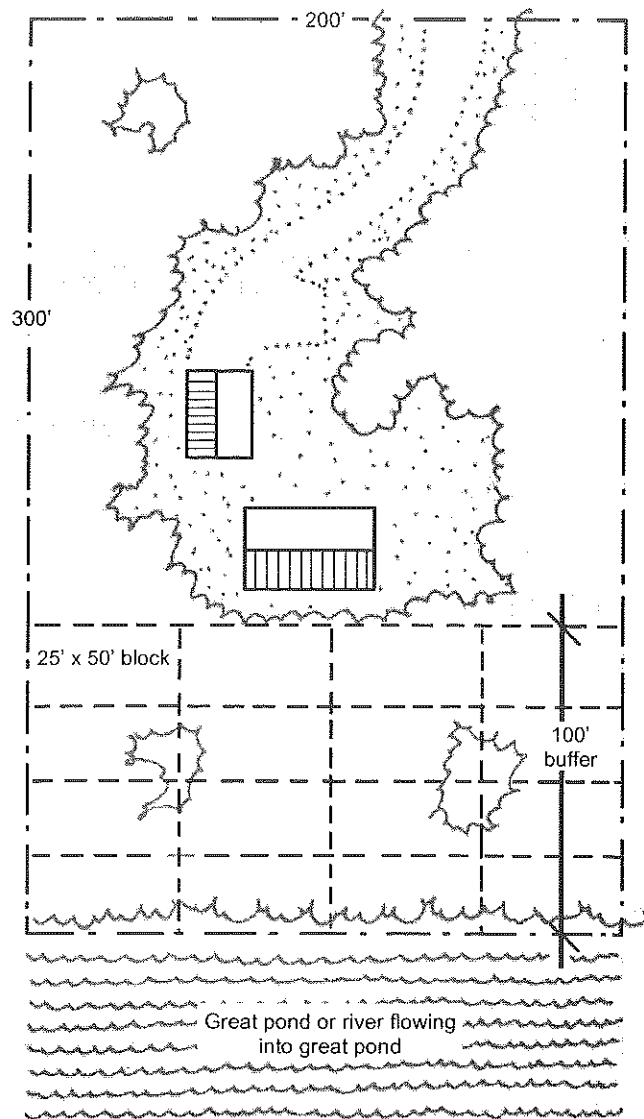 200'
300'
25' x 50' block
100'
buffer
Great pond or river flowing
into great pond